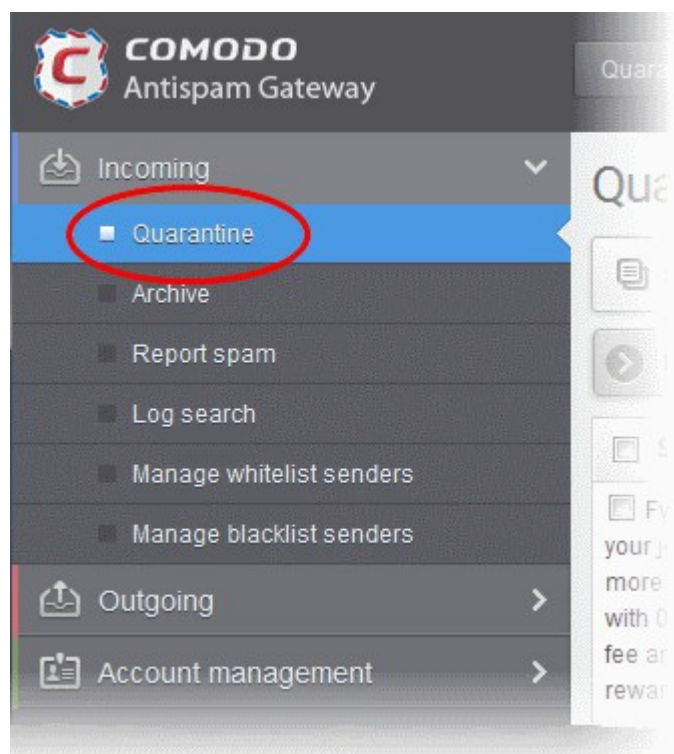 COMODO
Antispam Gateway
Incoming
Quarantine
Archive
Report spam
Log search
Manage whitelist senders
Manage blacklist senders
Outgoing
Account management
your
more
with
fee